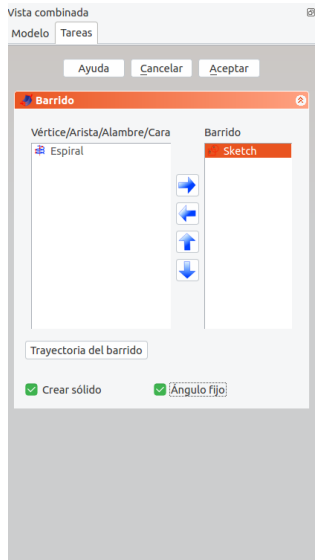 Vista combinada
Modelo Tareas
Ayuda Cancelar Aceptar
Barrido
Vértice/Arista/Alambre/Cara Barrido
Espiral Sketch
Trayectoria del barrido
Crear sólido Ángulo fijo